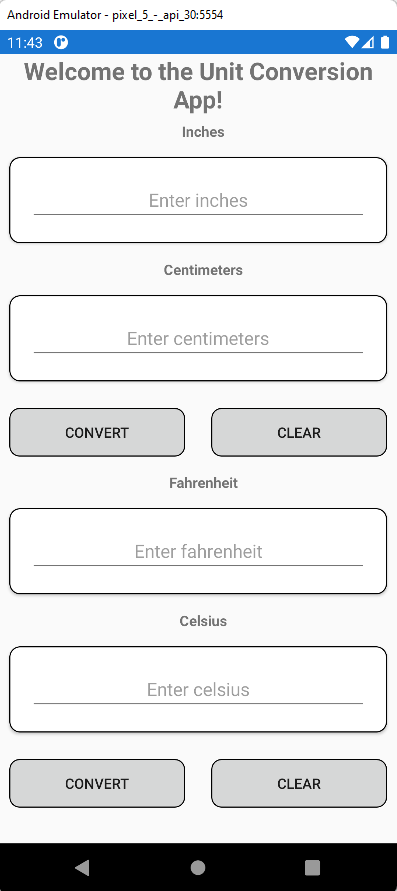 Android Emulator - pixel_5_-_api_30:5554
11:43
Welcome to the Unit Conversion
App!
Inches
Enter inches
Centimeters
Enter centimeters
CONVERT CLEAR
Fahrenheit
Enter fahrenheit
Celsius
Enter celsius
CONVERT CLEAR